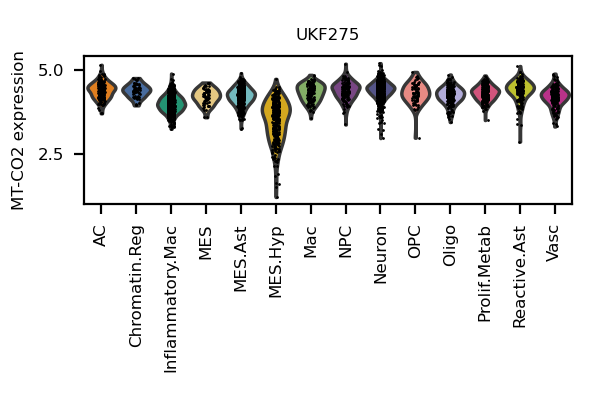 UKF275
MT-CO2 expression
5.0
2.5
AC
Chromatin.Reg
Inflammatory.Mac
MES
MES.Ast
MES.Hyp
Mac
NPC
Neuron
OPC
Oligo
Prolif.Metab
Reactive.Ast
Vasc